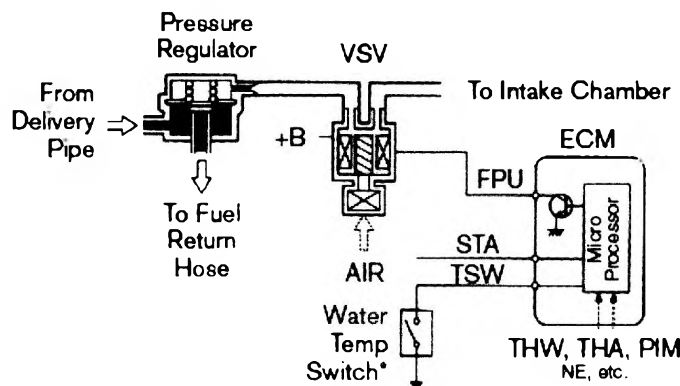 Pressure
Regulator
VSV
From
Delivery
Pipe
To Intake Chamber
+B
ECM
FPU
To Fuel
Return
Hose
AIR
STA
TSW
Micro
Processor
Water
Temp
Switch*
THW, THA, PIM
NE, etc.